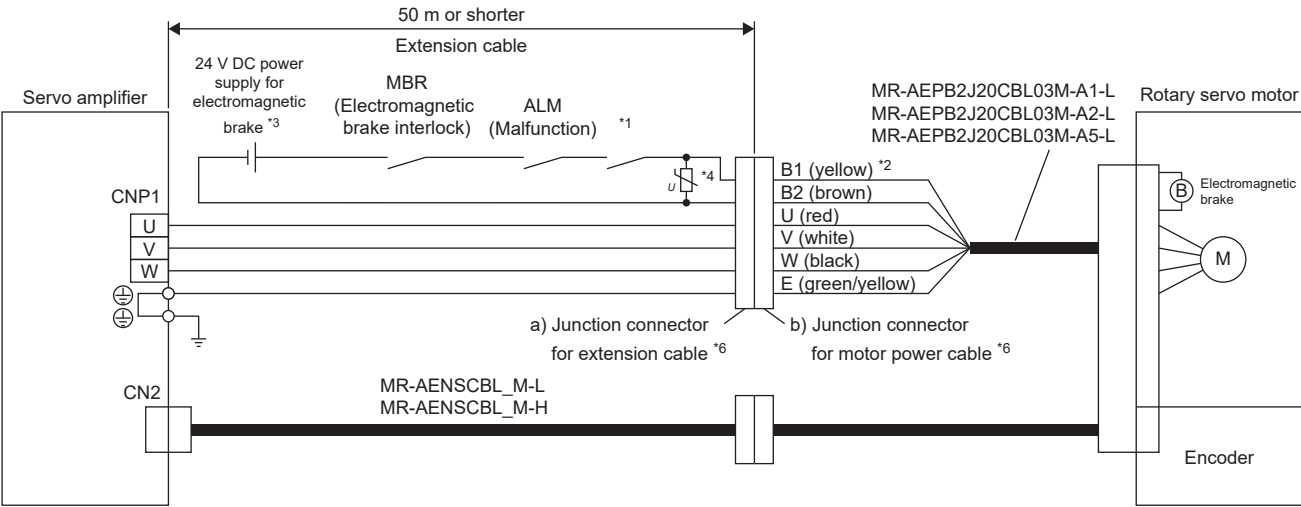 50 m or shorter
Extension cable
24 V DC power
supply for
electromagnetic
brake *3
MBR
(Electromagnetic
brake interlock)
ALM
(Malfunction)
*1
MR-AEPB2J20CBL03M-A1-L
MR-AEPB2J20CBL03M-A2-L
MR-AEPB2J20CBL03M-A5-L
Servo amplifier
Rotary servo motor
U
*4
B1 (yellow) *2
B2 (brown)
U (red)
V (white)
W (black)
E (green/yellow)
B
Electromagnetic
brake
M
CNP1
U
V
W
a) Junction connector
for extension cable *6
b) Junction connector
for motor power cable *6
CN2
MR-AENSCBL_M-L
MR-AENSCBL_M-H
Encoder